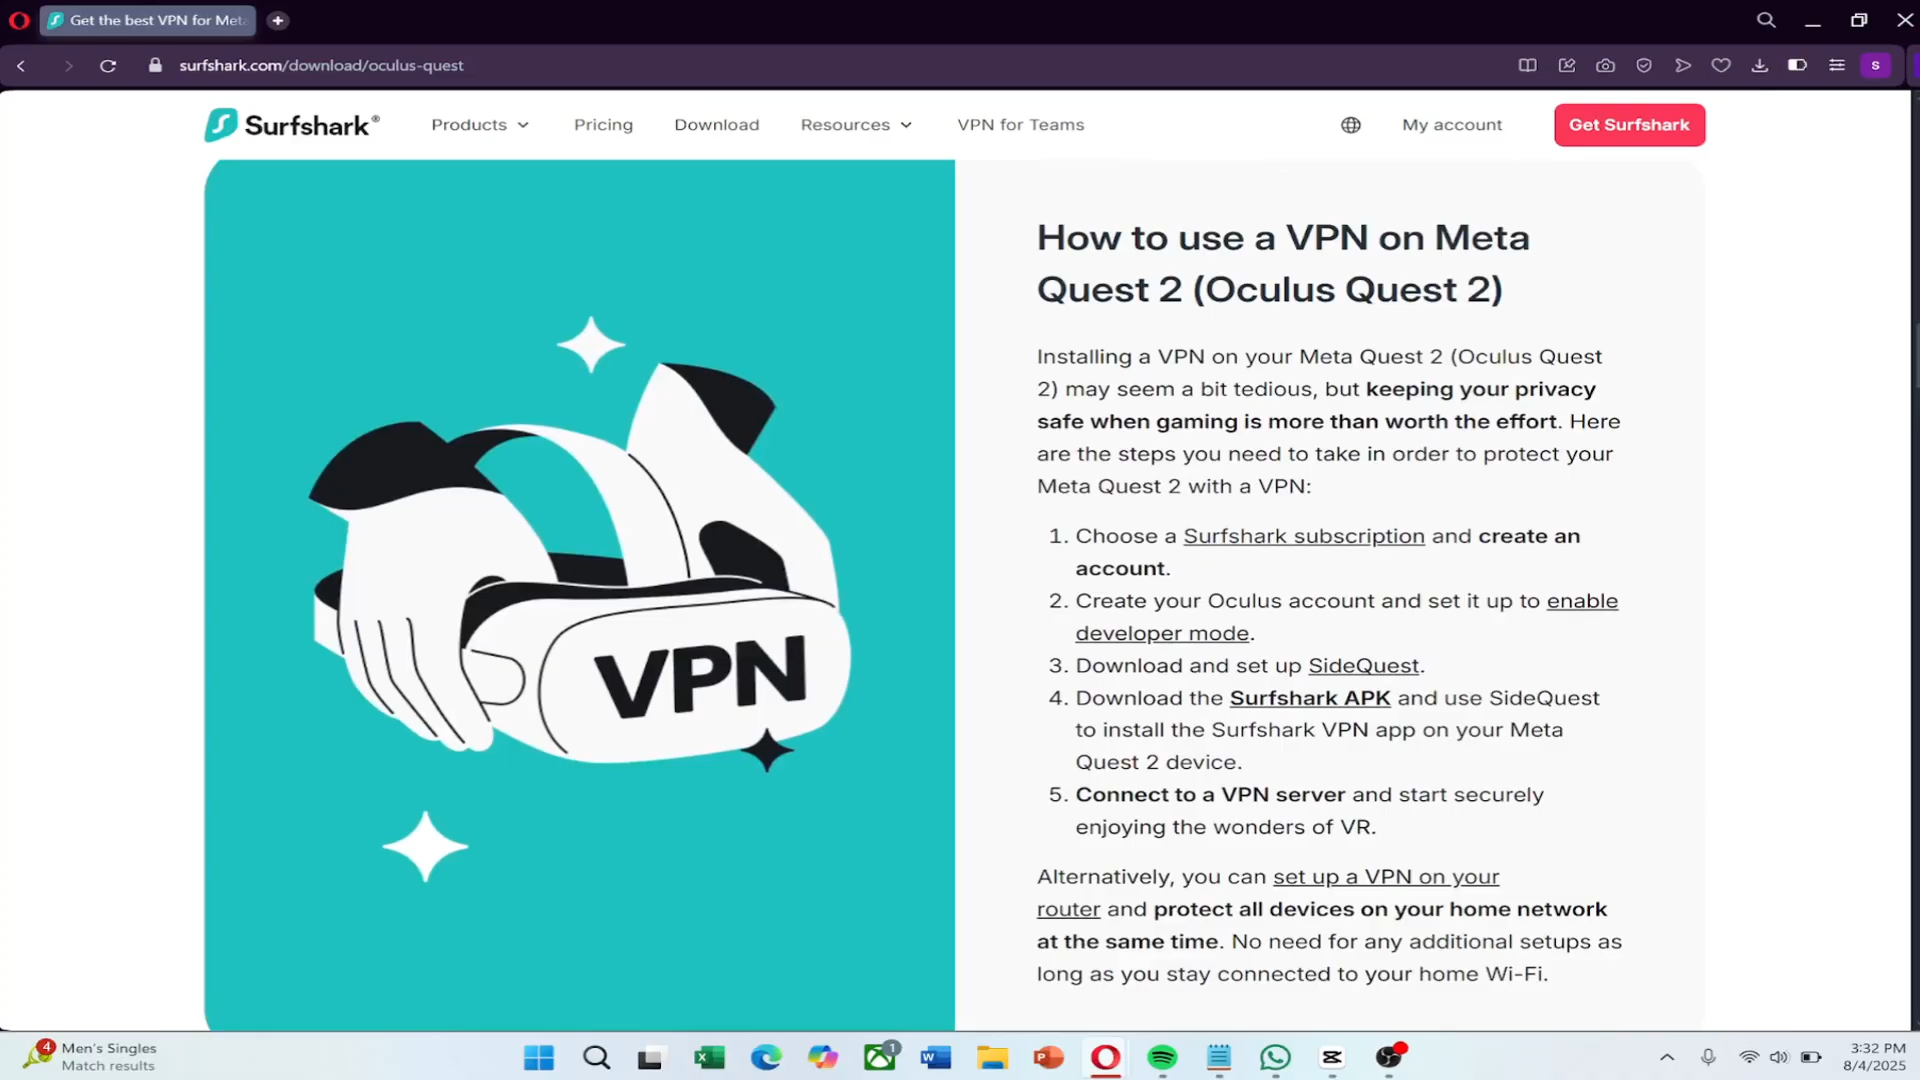 Get the best VPN for Met
surfshark.com/download/oculus-quest
S
Surfshark®
Products
Pricing
Download
Resources
VPN for Teams
My account
Get Surfshark
VPN
How to use a VPN on Meta
Quest 2 (Oculus Quest 2)
Installing a VPN on your Meta Quest 2 (Oculus Quest
2) may seem a bit tedious, but keeping your privacy
safe when gaming is more than worth the effort. Here
are the steps you need to take in order to protect your
Meta Quest 2 with a VPN:
1. Choose a Surfshark subscription and create an
account.
2. Create your Oculus account and set it up to enable
developer mode.
3. Download and set up SideQuest.
4. Download the Surfshark APK and use SideQuest
to install the Surfshark VPN app on your Meta
Quest 2 device.
5. Connect to a VPN server and start securely
enjoying the wonders of VR.
Alternatively, you can set up a VPN on your
router and protect all devices on your home network
at the same time. No need for any additional setups as
long as you stay connected to your home Wi-Fi.
4
Men's Singles
Match results
1
3:32 PM
8/4/2025